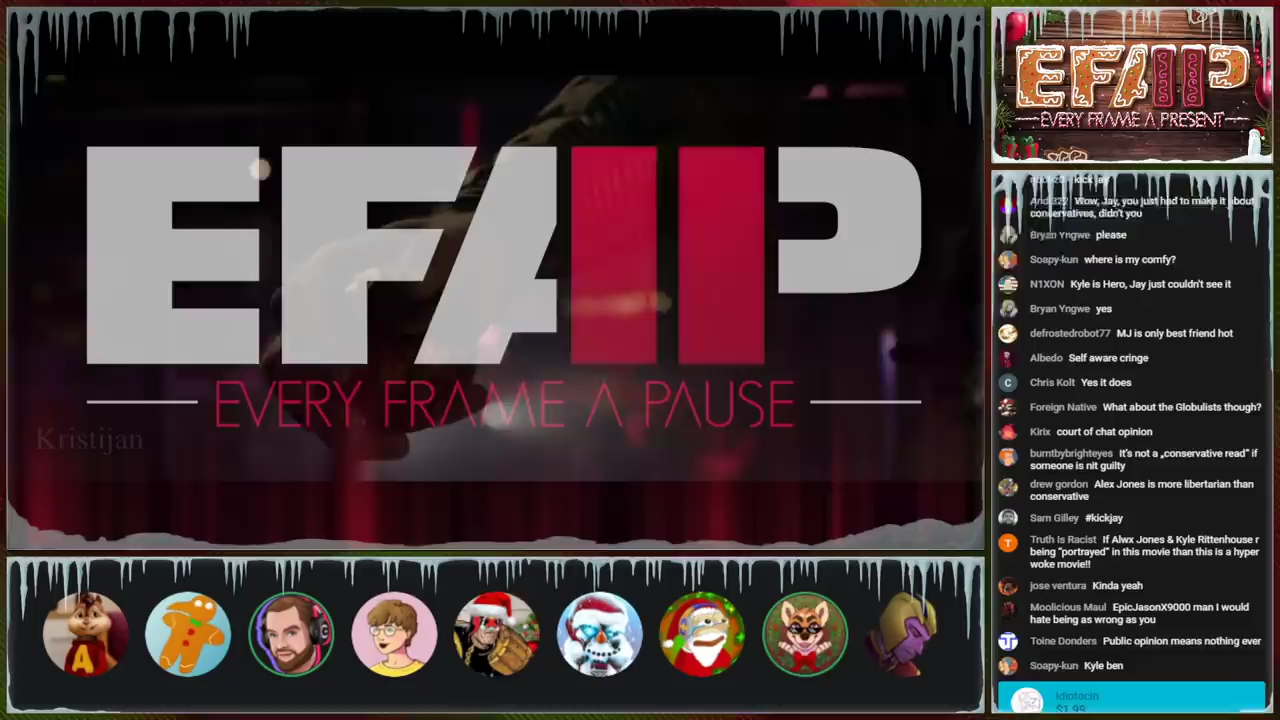 EFAP
EVERY FRAME A PAUSE
Kristijan
A
EFAP
EVERY FRAME A PRESENT
Wow, Jay, you just had to make it about
conservatives, didn't you
Bryan Yngwe please
Soapy-kun where is my comfy?
N1XON Kyle is Hero, Jay just couldn't see it
Bryan Yngwe yes
defrostedrobot77 MJ is only best friend hot
Albedo Self aware cringe
C Chris Kolt Yes it does
Foreign Native What about the Globulists though?
Kirix court of chat opinion
burntbybrighteyes It's not a „conservative read" if
someone is nit guilty
drew gordon Alex Jones is more libertarian than
conservative
Sam Gilley #kickjay
T Truth Is Racist If Alwx Jones & Kyle Rittenhouse r
being "portrayed" in this movie than this is a hyper
woke movie!!
jose ventura Kinda yeah
Moolicious Maul EpicJasonX9000 man I would
hate being as wrong as you
Toine Donders Public opinion means nothing ever
Soapy-kun Kyle ben
Idiotocin
$1.99